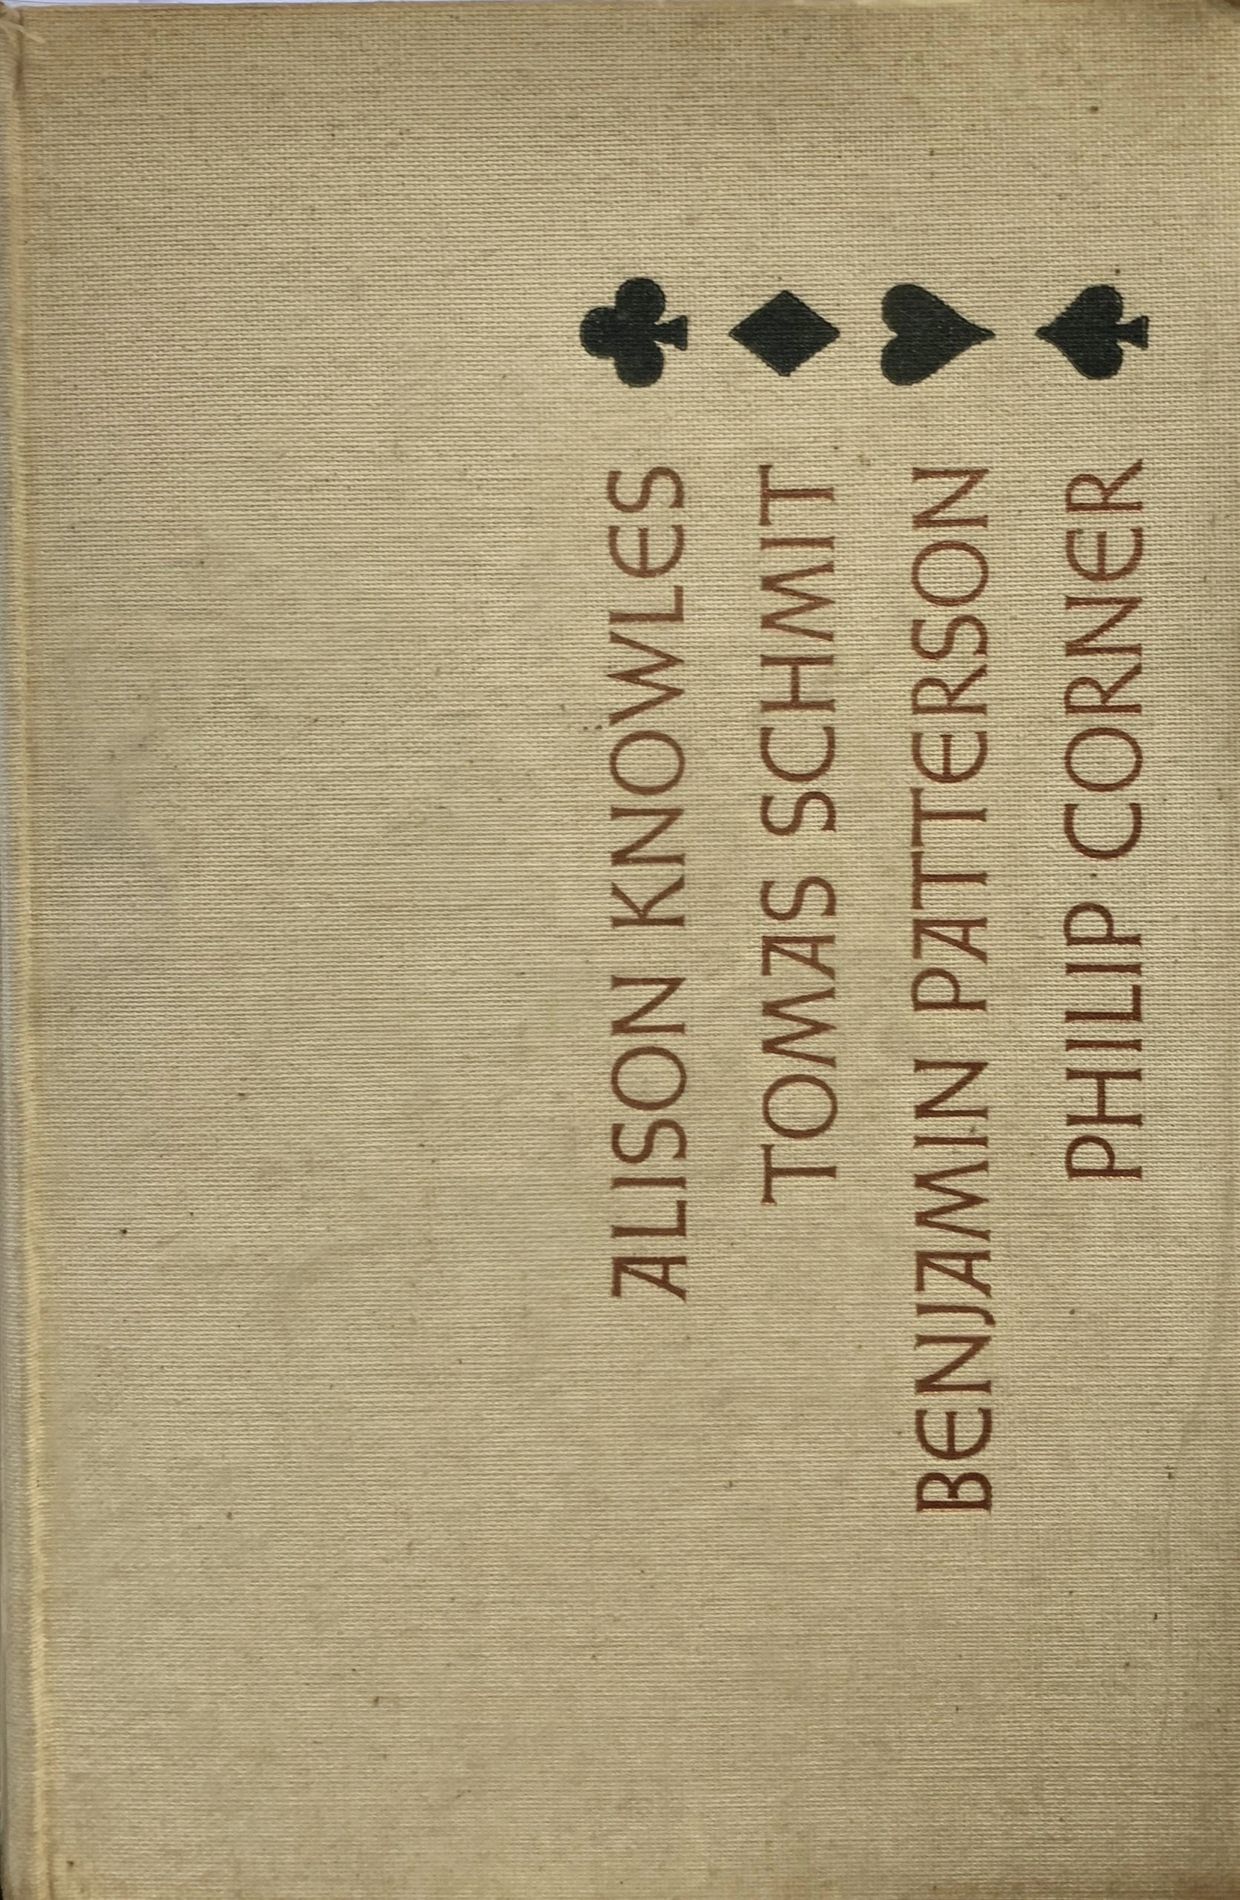 ALISON KNOWLES ♣
TOMAS SCHMIT ♦
BENJAMIN PATTERSON ♥
PHILIP CORNER ♠